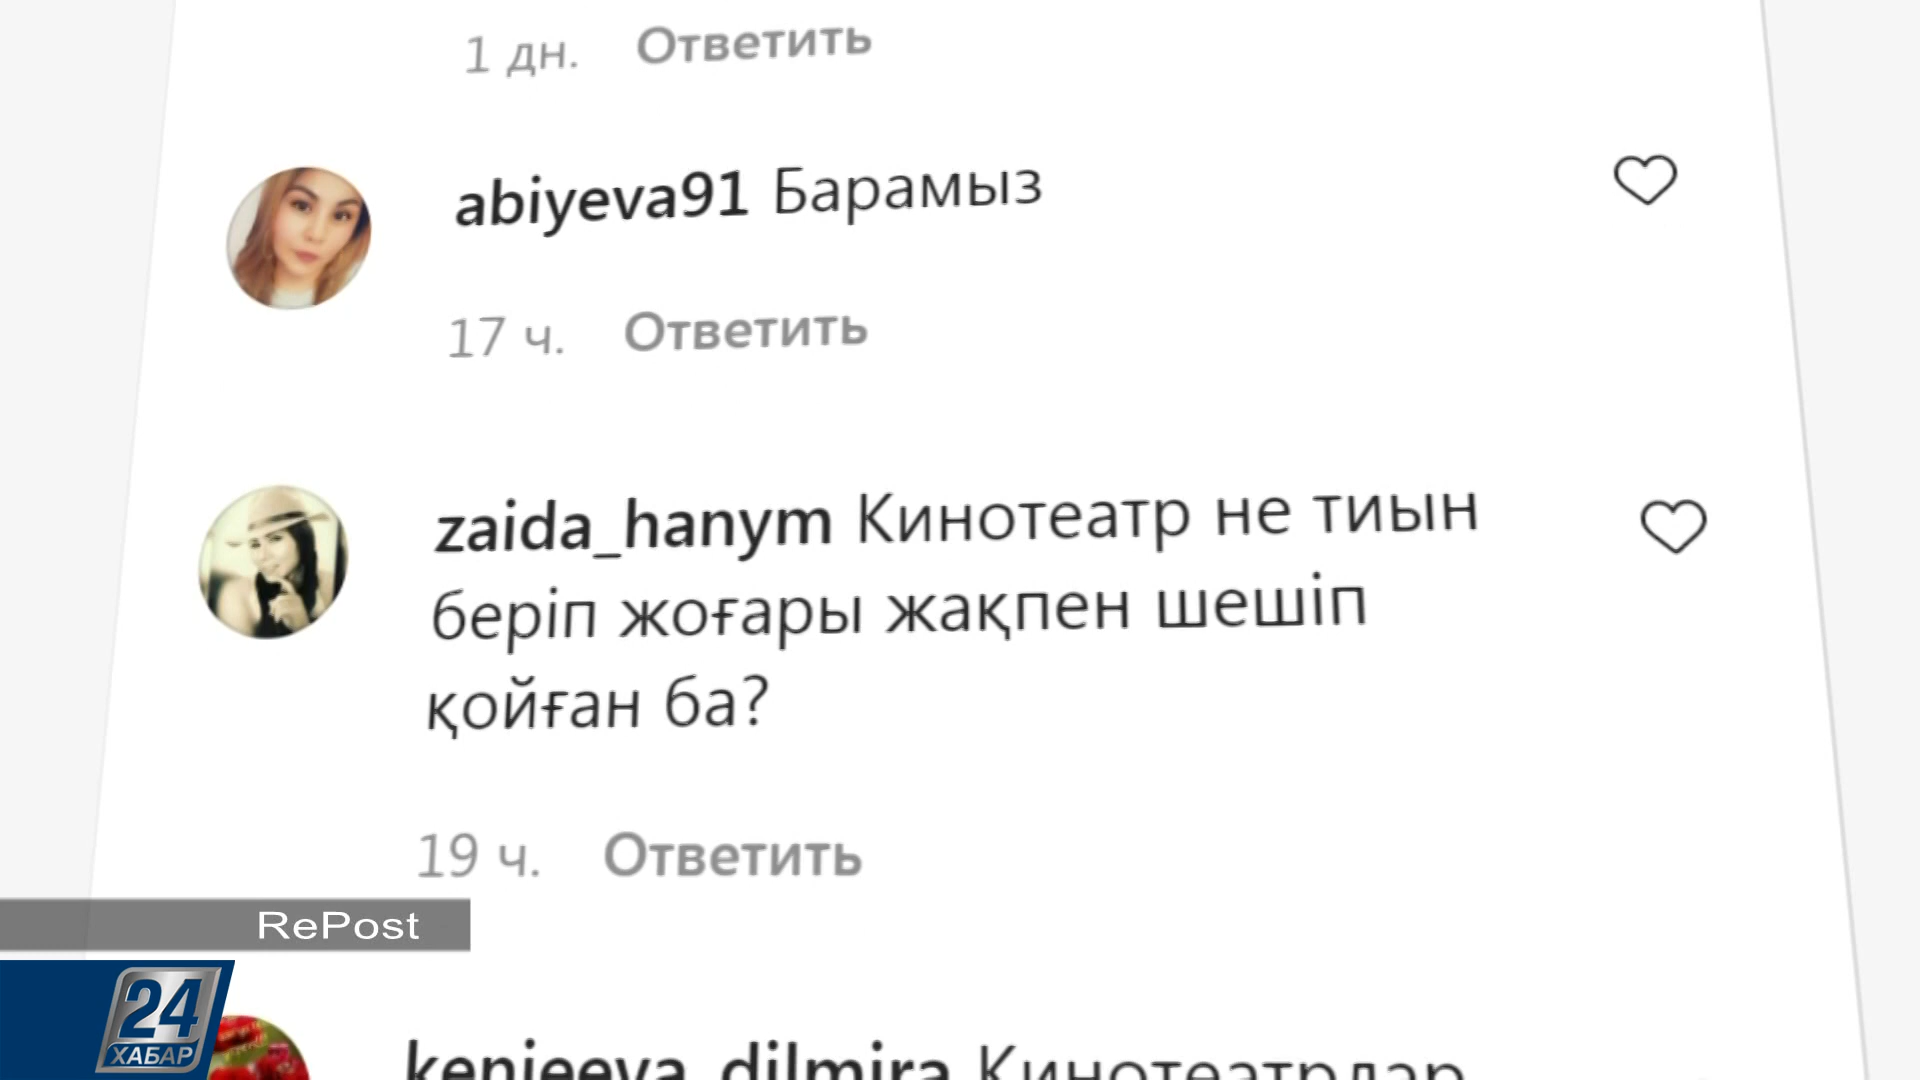 1 дн. Ответить
abiyeva91 Барамыз
17 ч. Ответить
zaida_hanym Кинотеатр не тиын
беріп жоғары жақпен шешіп
қойған ба?
19 ч. Ответить
RePost
24
ХАБАР
kenjeeva_dilmira Кинотеатрлар